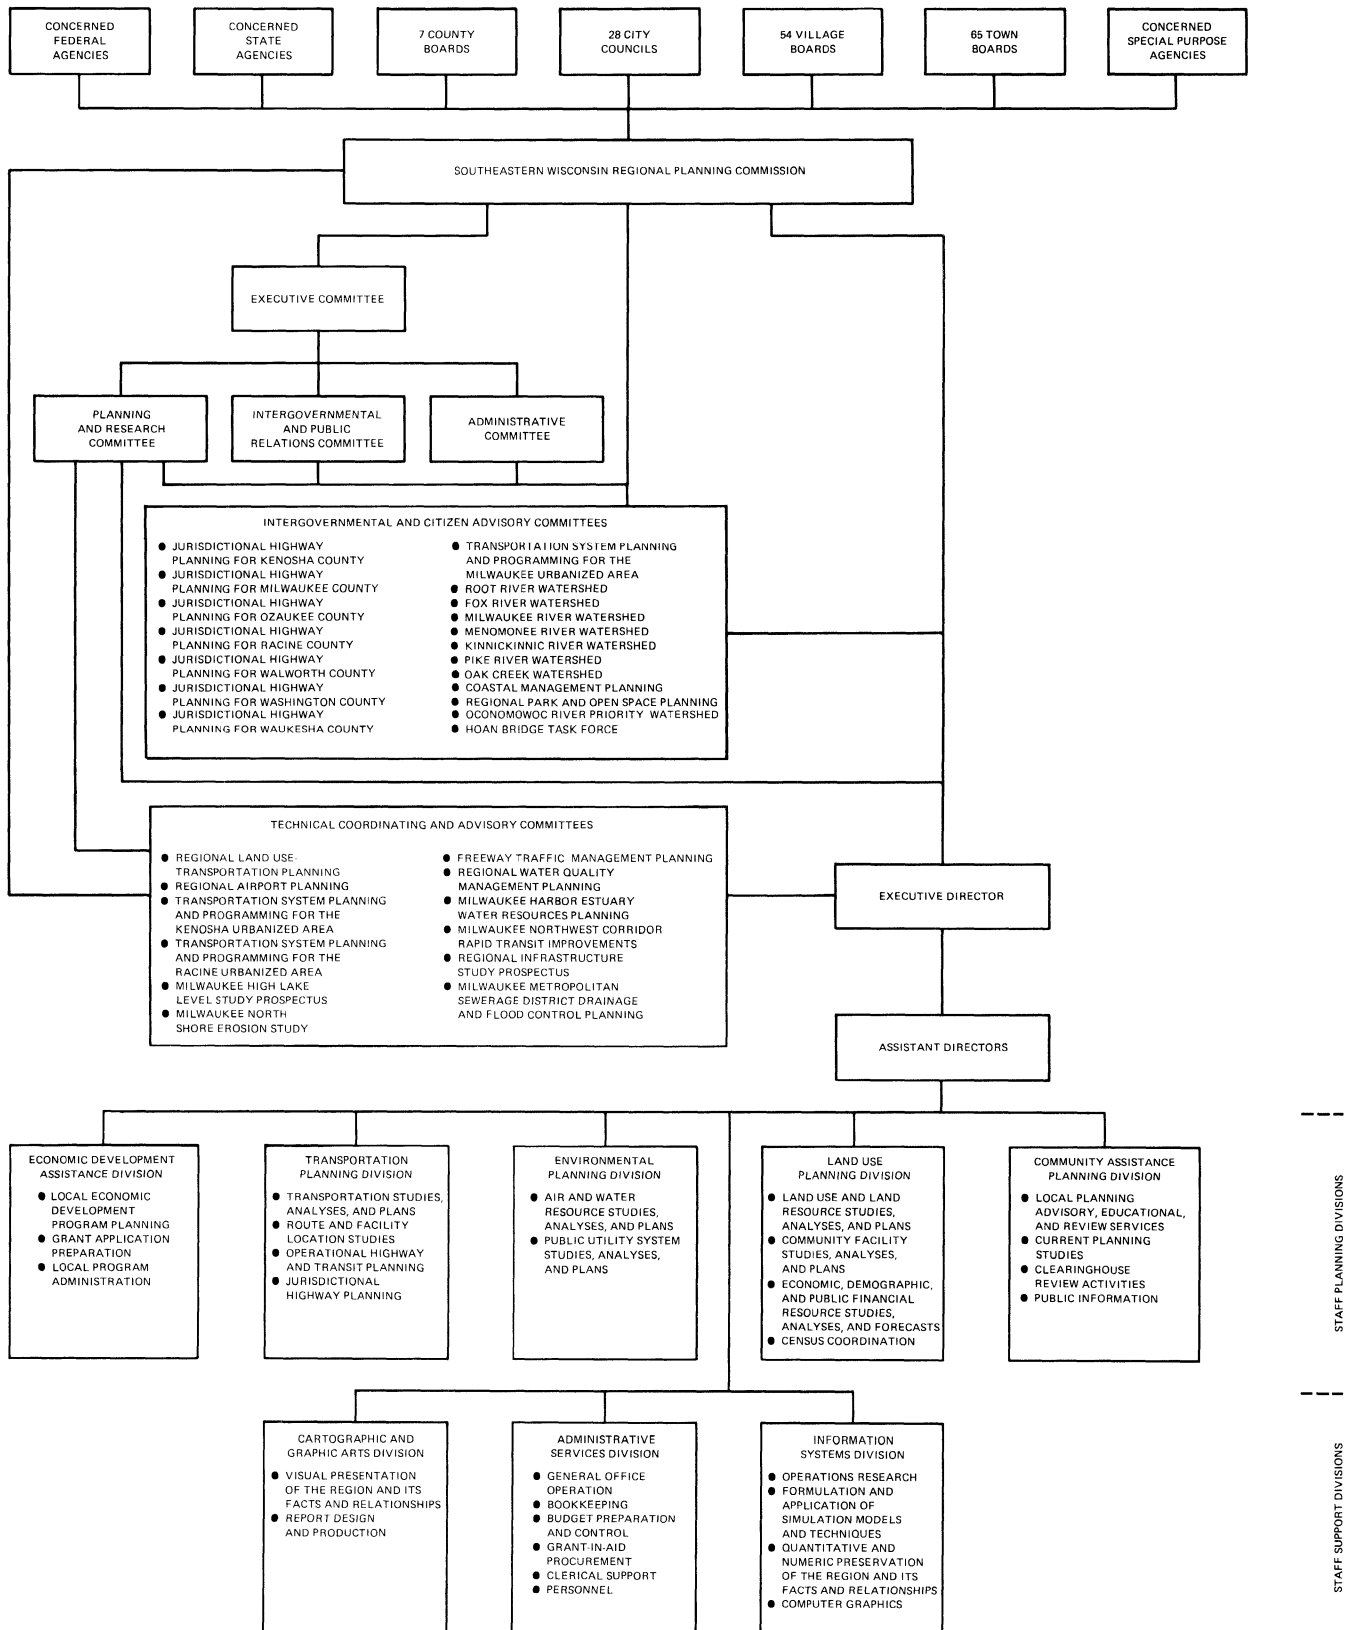 CONCERNED
FEDERAL
AGENCIES
CONCERNED
STATE
AGENCIES
7 COUNTY
BOARDS
28 CITY
COUNCILS
54 VILLAGE
BOARDS
65 TOWN
BOARDS
CONCERNED
SPECIAL PURPOSE
AGENCIES
SOUTHEASTERN WISCONSIN REGIONAL PLANNING COMMISSION
EXECUTIVE COMMITTEE
PLANNING
AND RESEARCH
COMMITTEE
INTERGOVERNMENTAL
AND PUBLIC
RELATIONS COMMITTEE
ADMINISTRATIVE
COMMITTEE
INTERGOVERNMENTAL AND CITIZEN ADVISORY COMMITTEES
● JURISDICTIONAL HIGHWAY
PLANNING FOR KENOSHA COUNTY
● JURISDICTIONAL HIGHWAY
PLANNING FOR MILWAUKEE COUNTY
● JURISDICTIONAL HIGHWAY
PLANNING FOR OZAUKEE COUNTY
● JURISDICTIONAL HIGHWAY
PLANNING FOR RACINE COUNTY
● JURISDICTIONAL HIGHWAY
PLANNING FOR WALWORTH COUNTY
● JURISDICTIONAL HIGHWAY
PLANNING FOR WASHINGTON COUNTY
● JURISDICTIONAL HIGHWAY
PLANNING FOR WAUKESHA COUNTY
● TRANSPORTATION SYSTEM PLANNING
AND PROGRAMMING FOR THE
MILWAUKEE URBANIZED AREA
● ROOT RIVER WATERSHED
● FOX RIVER WATERSHED
● MILWAUKEE RIVER WATERSHED
● MENOMONEE RIVER WATERSHED
● KINNICKINNIC RIVER WATERSHED
● PIKE RIVER WATERSHED
● OAK CREEK WATERSHED
● COASTAL MANAGEMENT PLANNING
● REGIONAL PARK AND OPEN SPACE PLANNING
● OCONOMOWOC RIVER PRIORITY WATERSHED
● HOAN BRIDGE TASK FORCE
TECHNICAL COORDINATING AND ADVISORY COMMITTEES
● REGIONAL LAND USE-
TRANSPORTATION PLANNING
● REGIONAL AIRPORT PLANNING
● TRANSPORTATION SYSTEM PLANNING
AND PROGRAMMING FOR THE
KENOSHA URBANIZED AREA
● TRANSPORTATION SYSTEM PLANNING
AND PROGRAMMING FOR THE
RACINE URBANIZED AREA
● MILWAUKEE HIGH LAKE
LEVEL STUDY PROSPECTUS
● MILWAUKEE NORTH
SHORE EROSION STUDY
● FREEWAY TRAFFIC MANAGEMENT PLANNING
● REGIONAL WATER QUALITY
MANAGEMENT PLANNING
● MILWAUKEE HARBOR ESTUARY
WATER RESOURCES PLANNING
● MILWAUKEE NORTHWEST CORRIDOR
RAPID TRANSIT IMPROVEMENTS
● REGIONAL INFRASTRUCTURE
STUDY PROSPECTUS
● MILWAUKEE METROPOLITAN
SEWERAGE DISTRICT DRAINAGE
AND FLOOD CONTROL PLANNING
EXECUTIVE DIRECTOR
ASSISTANT DIRECTORS
ECONOMIC DEVELOPMENT
ASSISTANCE DIVISION
● LOCAL ECONOMIC
DEVELOPMENT
PROGRAM PLANNING
● GRANT APPLICATION
PREPARATION
● LOCAL PROGRAM
ADMINISTRATION
TRANSPORTATION
PLANNING DIVISION
● TRANSPORTATION STUDIES,
ANALYSES, AND PLANS
● ROUTE AND FACILITY
LOCATION STUDIES
● OPERATIONAL HIGHWAY
AND TRANSIT PLANNING
● JURISDICTIONAL
HIGHWAY PLANNING
ENVIRONMENTAL
PLANNING DIVISION
● AIR AND WATER
RESOURCE STUDIES,
ANALYSES, AND PLANS
● PUBLIC UTILITY SYSTEM
STUDIES, ANALYSES,
AND PLANS
LAND USE
PLANNING DIVISION
● LAND USE AND LAND
RESOURCE STUDIES,
ANALYSES, AND PLANS
● COMMUNITY FACILITY
STUDIES, ANALYSES,
AND PLANS
● ECONOMIC, DEMOGRAPHIC,
AND PUBLIC FINANCIAL
RESOURCE STUDIES,
ANALYSES, AND FORECASTS
● CENSUS COORDINATION
COMMUNITY ASSISTANCE
PLANNING DIVISION
● LOCAL PLANNING
ADVISORY, EDUCATIONAL,
AND REVIEW SERVICES
● CURRENT PLANNING
STUDIES
● CLEARINGHOUSE
REVIEW ACTIVITIES
● PUBLIC INFORMATION
STAFF PLANNING DIVISIONS
CARTOGRAPHIC AND
GRAPHIC ARTS DIVISION
● VISUAL PRESENTATION
OF THE REGION AND ITS
FACTS AND RELATIONSHIPS
● REPORT DESIGN
AND PRODUCTION
ADMINISTRATIVE
SERVICES DIVISION
● GENERAL OFFICE
OPERATION
● BOOKKEEPING
● BUDGET PREPARATION
AND CONTROL
● GRANT-IN-AID
PROCUREMENT
● CLERICAL SUPPORT
● PERSONNEL
INFORMATION
SYSTEMS DIVISION
● OPERATIONS RESEARCH
● FORMULATION AND
APPLICATION OF
SIMULATION MODELS
AND TECHNIQUES
● QUANTITATIVE AND
NUMERIC PRESERVATION
OF THE REGION AND ITS
FACTS AND RELATIONSHIPS
● COMPUTER GRAPHICS
STAFF SUPPORT DIVISIONS